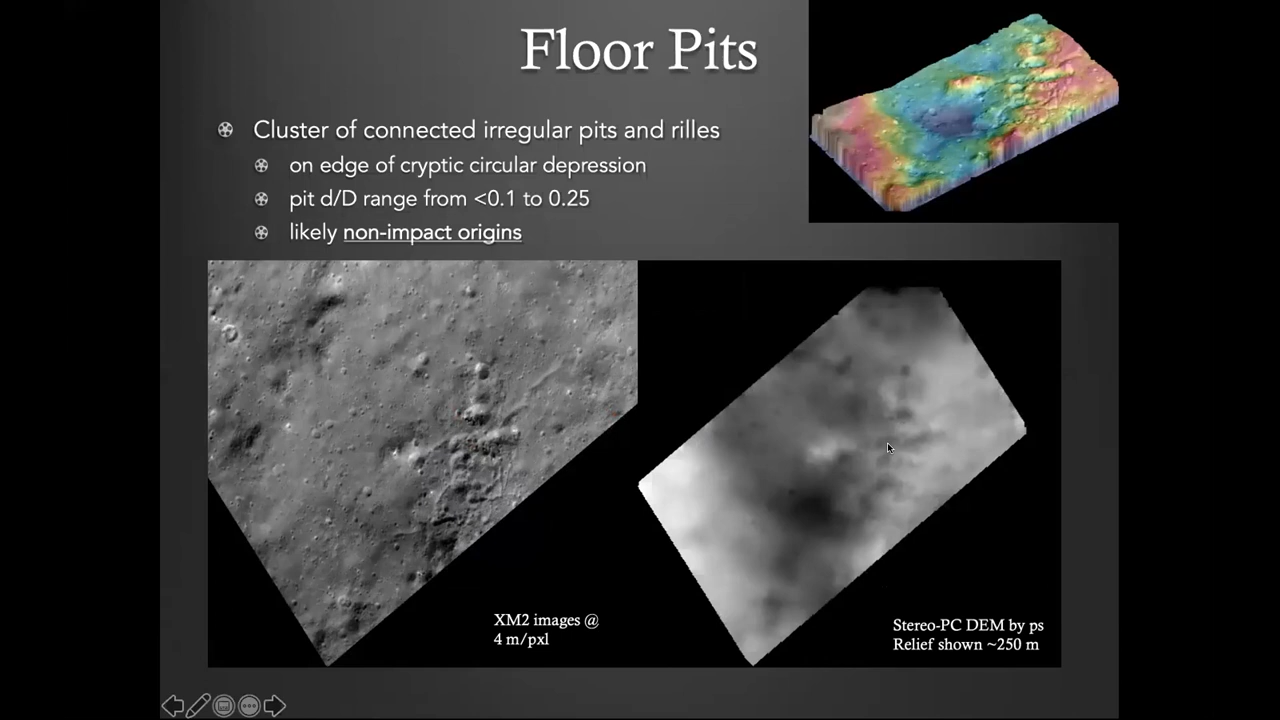 Floor Pits
Cluster of connected irregular pits and rilles
on edge of cryptic circular depression
pit d/D range from <0.1 to 0.25
likely non-impact origins
XM2 images @
4 m/pxl
Stereo-PC DEM by ps
Relief shown ~250 m